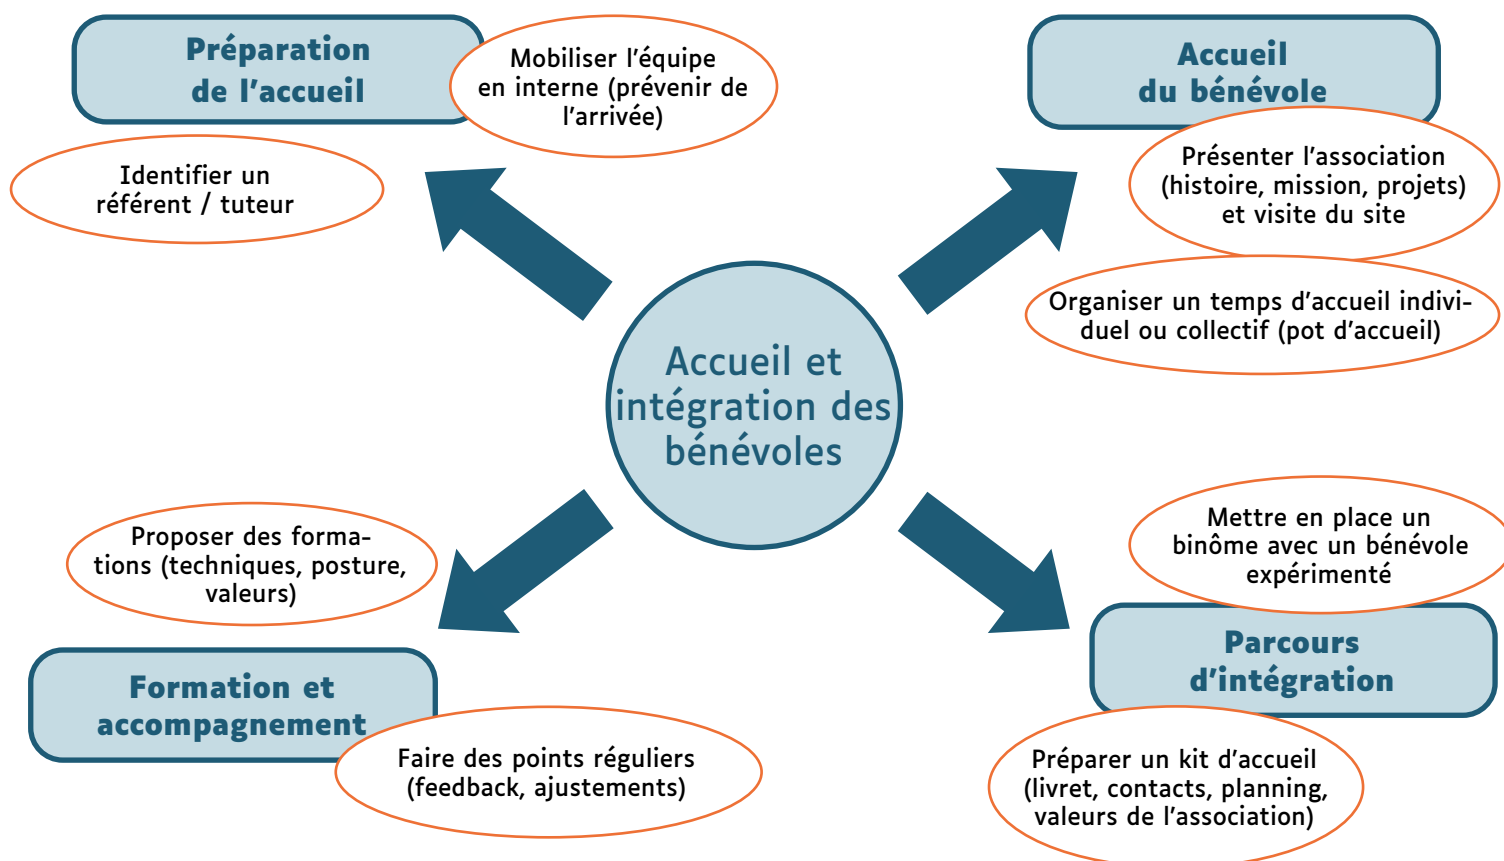 Préparation
de l'accueil
Mobiliser l'équipe
en interne (prévenir de
l'arrivée)
Identifier un
référent / tuteur
Accueil
du bénévole
Présenter l'association
(histoire, mission, projets)
et visite du site
Organiser un temps d'accueil indivi-
duel ou collectif (pot d'accueil)
Accueil et
intégration des
bénévoles
Proposer des forma-
tions (techniques, posture,
valeurs)
Formation et
accompagnement
Faire des points réguliers
(feedback, ajustements)
Mettre en place un
binôme avec un bénévole
expérimenté
Parcours
d'intégration
Préparer un kit d'accueil
(livret, contacts, planning,
valeurs de l'association)